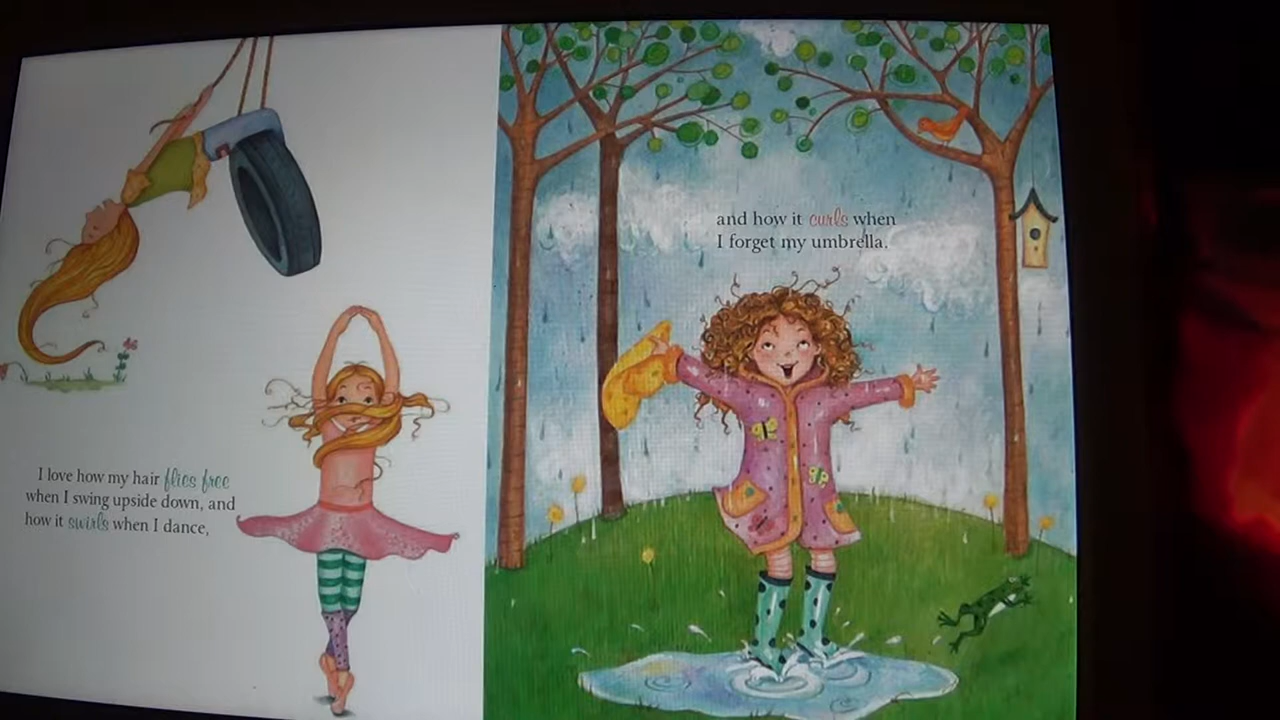 I love how my hair flies free
when I swing upside down, and
how it swirls when I dance,
and how it curls when
I forget my umbrella.